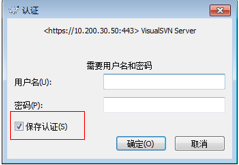 认证
<https://10.200.30.50:443> VisualSVN Server
需要用户名和密码
用户名(U):
密码(P):
保存认证(S)
确定(O)
取消